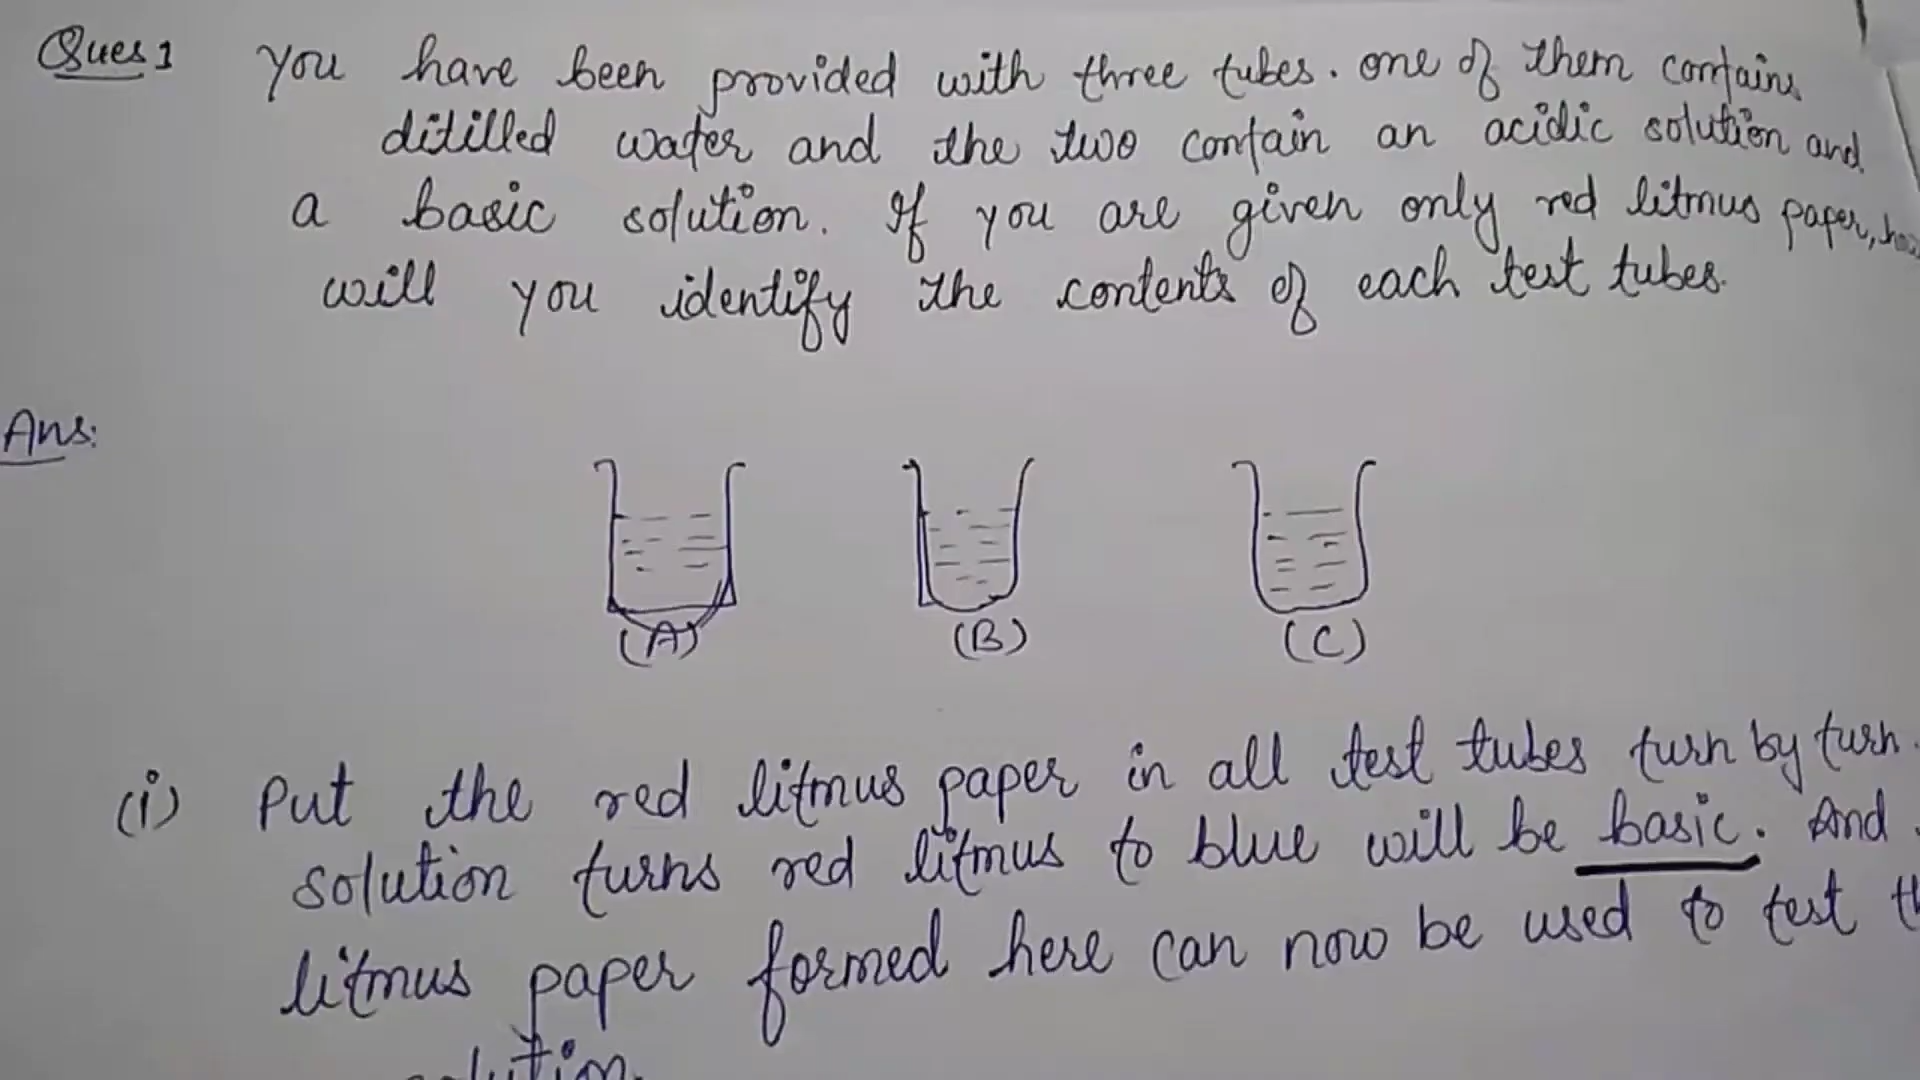 Ques 1 you have been provided with three tubes. one of them contains
ditilled water and the two contain an acidic solution and
a basic solution. If you are given only red litmus paper,
will you identify the contents of each test tubes.
Ans:
(A) (B) (C)
(i) Put the red litmus paper in all test tubes turn by turn.
solution turns red litmus to blue will be basic. And
litmus paper formed here can now be used to test
solution.